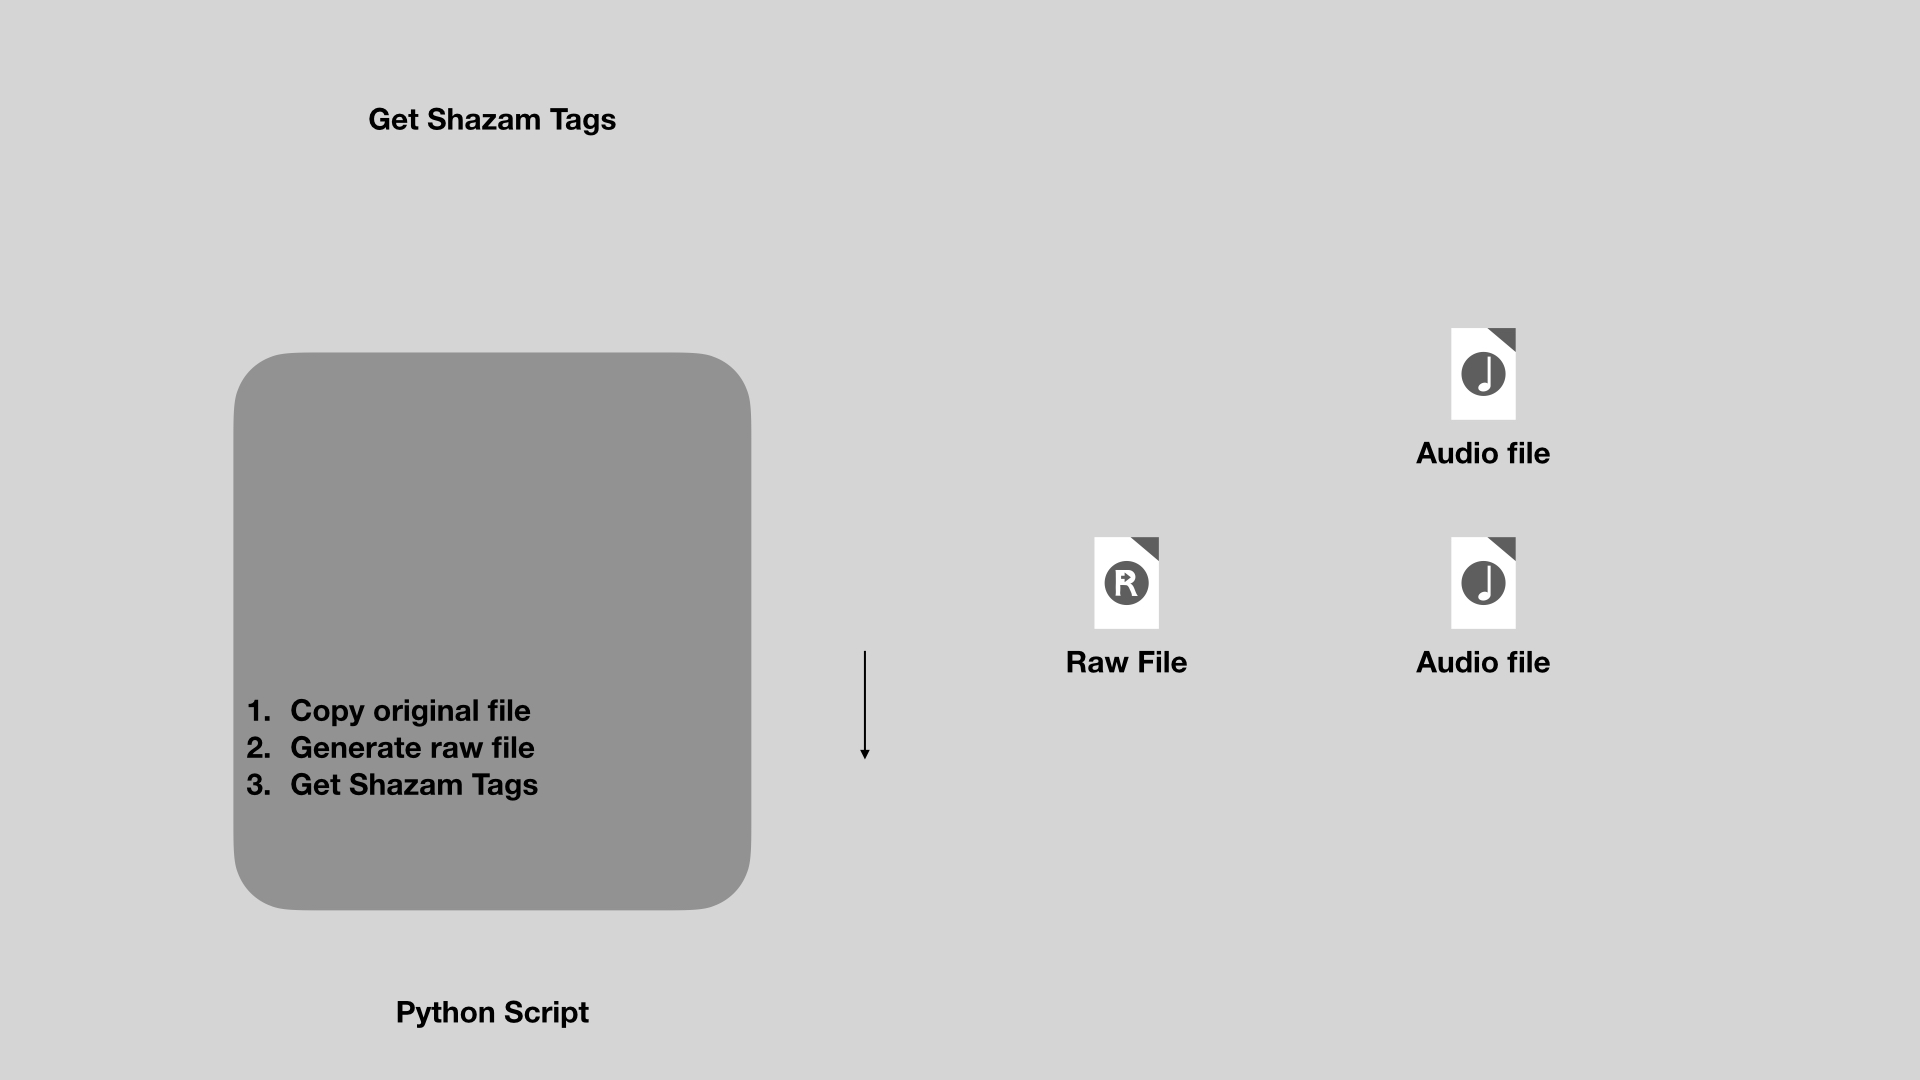 Get Shazam Tags
Audio file
R
Raw File
Audio file
1. Copy original file
2. Generate raw file
3. Get Shazam Tags
Python Script